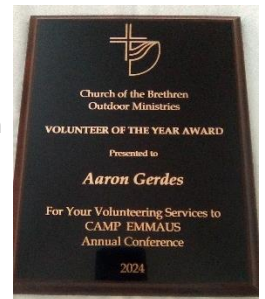 Church of the Brethren
Outdoor Ministries
VOLUNTEER OF THE YEAR AWARD
Presented to
Aaron Gerdes
For Your Volunteering Services to
CAMP EMMAUS
Annual Conference
2024